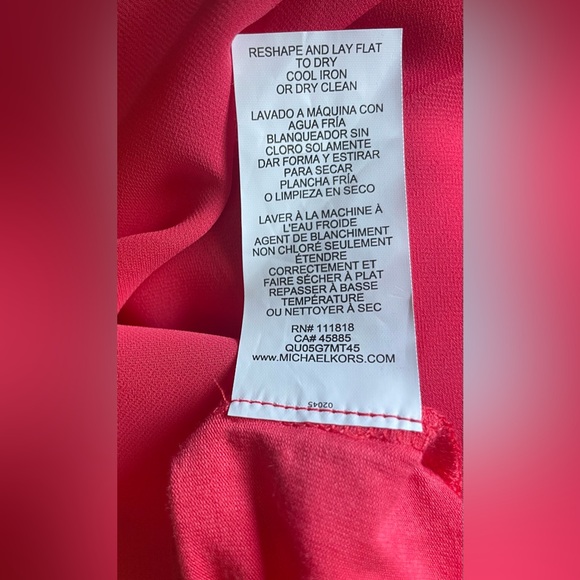 RESHAPE AND LAY FLAT
TO DRY
COOL IRON
OR DRY CLEAN
LAVADO A MÁQUINA CON
AGUA FRÍA
BLANQUEADOR SIN
CLORO SOLAMENTE
DAR FORMA Y ESTIRAR
PARA SECAR
PLANCHA FRÍA
O LIMPIEZA EN SECO
LAVER À LA MACHINE À
L'EAU FROIDE
AGENT DE BLANCHIMENT
NON CHLORÉ SEULEMENT
ÉTENDRE
CORRECTEMENT ET
FAIRE SÉCHER À PLAT
REPASSER À BASSE
TEMPÉRATURE
OU NETTOYER À SEC
RN# 111818
CA# 45885
QU05G7MT45
WWW.MICHAELKORS.COM
02045